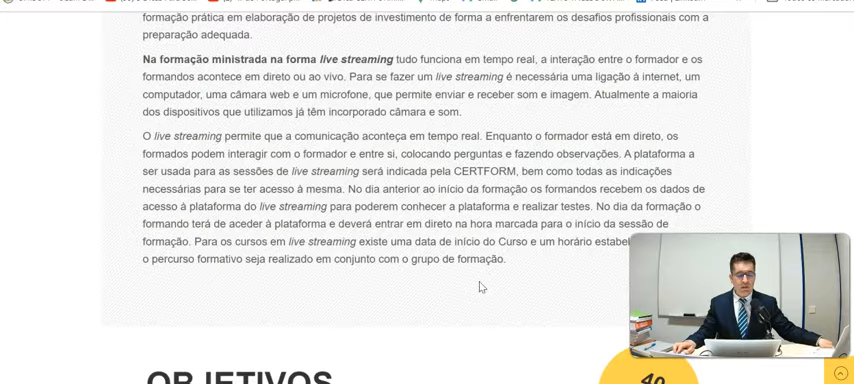 formação prática em elaboração de projetos de investimento de forma a enfrentarem os desafios profissionais com a
preparação adequada.
Na formação ministrada na forma live streaming tudo funciona em tempo real, a interação entre o formador e os
formandos acontece em direto ou ao vivo. Para se fazer um live streaming é necessária uma ligação à internet, um
computador, uma câmara web e um microfone, que permite enviar e receber som e imagem. Atualmente a maioria
dos dispositivos que utilizamos já têm incorporado câmara e som.
O live streaming permite que a comunicação aconteça em tempo real. Enquanto o formador está em direto, os
formandos podem interagir com o formador e entre si, colocando perguntas e fazendo observações. A plataforma a
ser usada para as sessões de live streaming será indicada pela CERTFORM, bem como todas as indicações
necessárias para se ter acesso à mesma. No dia anterior ao início da formação os formandos recebem os dados de
acesso à plataforma do live streaming para poderem conhecer a plataforma e realizar testes. No dia da formação o
formando terá de aceder à plataforma e deverá entrar em direto na hora marcada para o início da sessão de
formação. Para os cursos em live streaming existe uma data de início do Curso e um horário
o percurso formativo seja realizado em conjunto com o grupo de formação.
OBJETIVOS
40